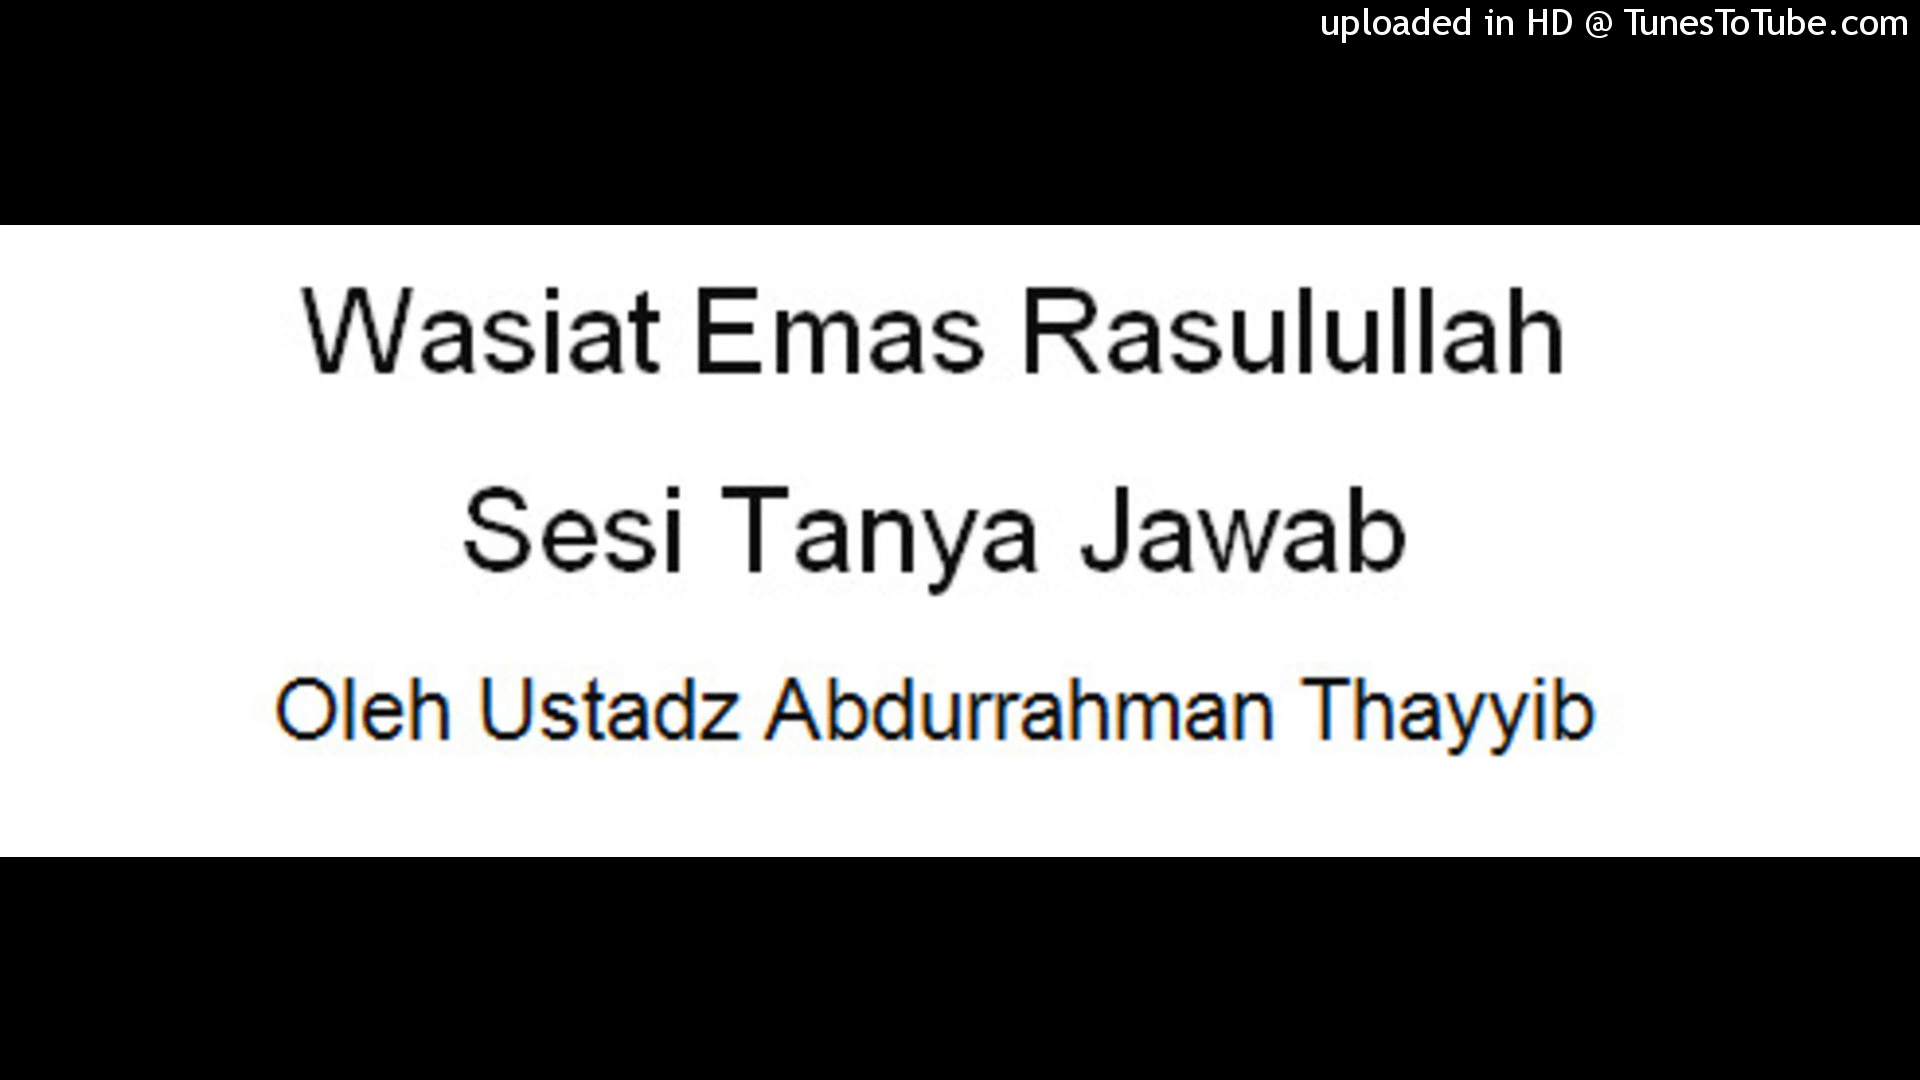 uploaded in HD @ TunesToTube.com
Wasiat Emas Rasulullah
Sesi Tanya Jawab
Oleh Ustadz Abdurrahman Thayyib